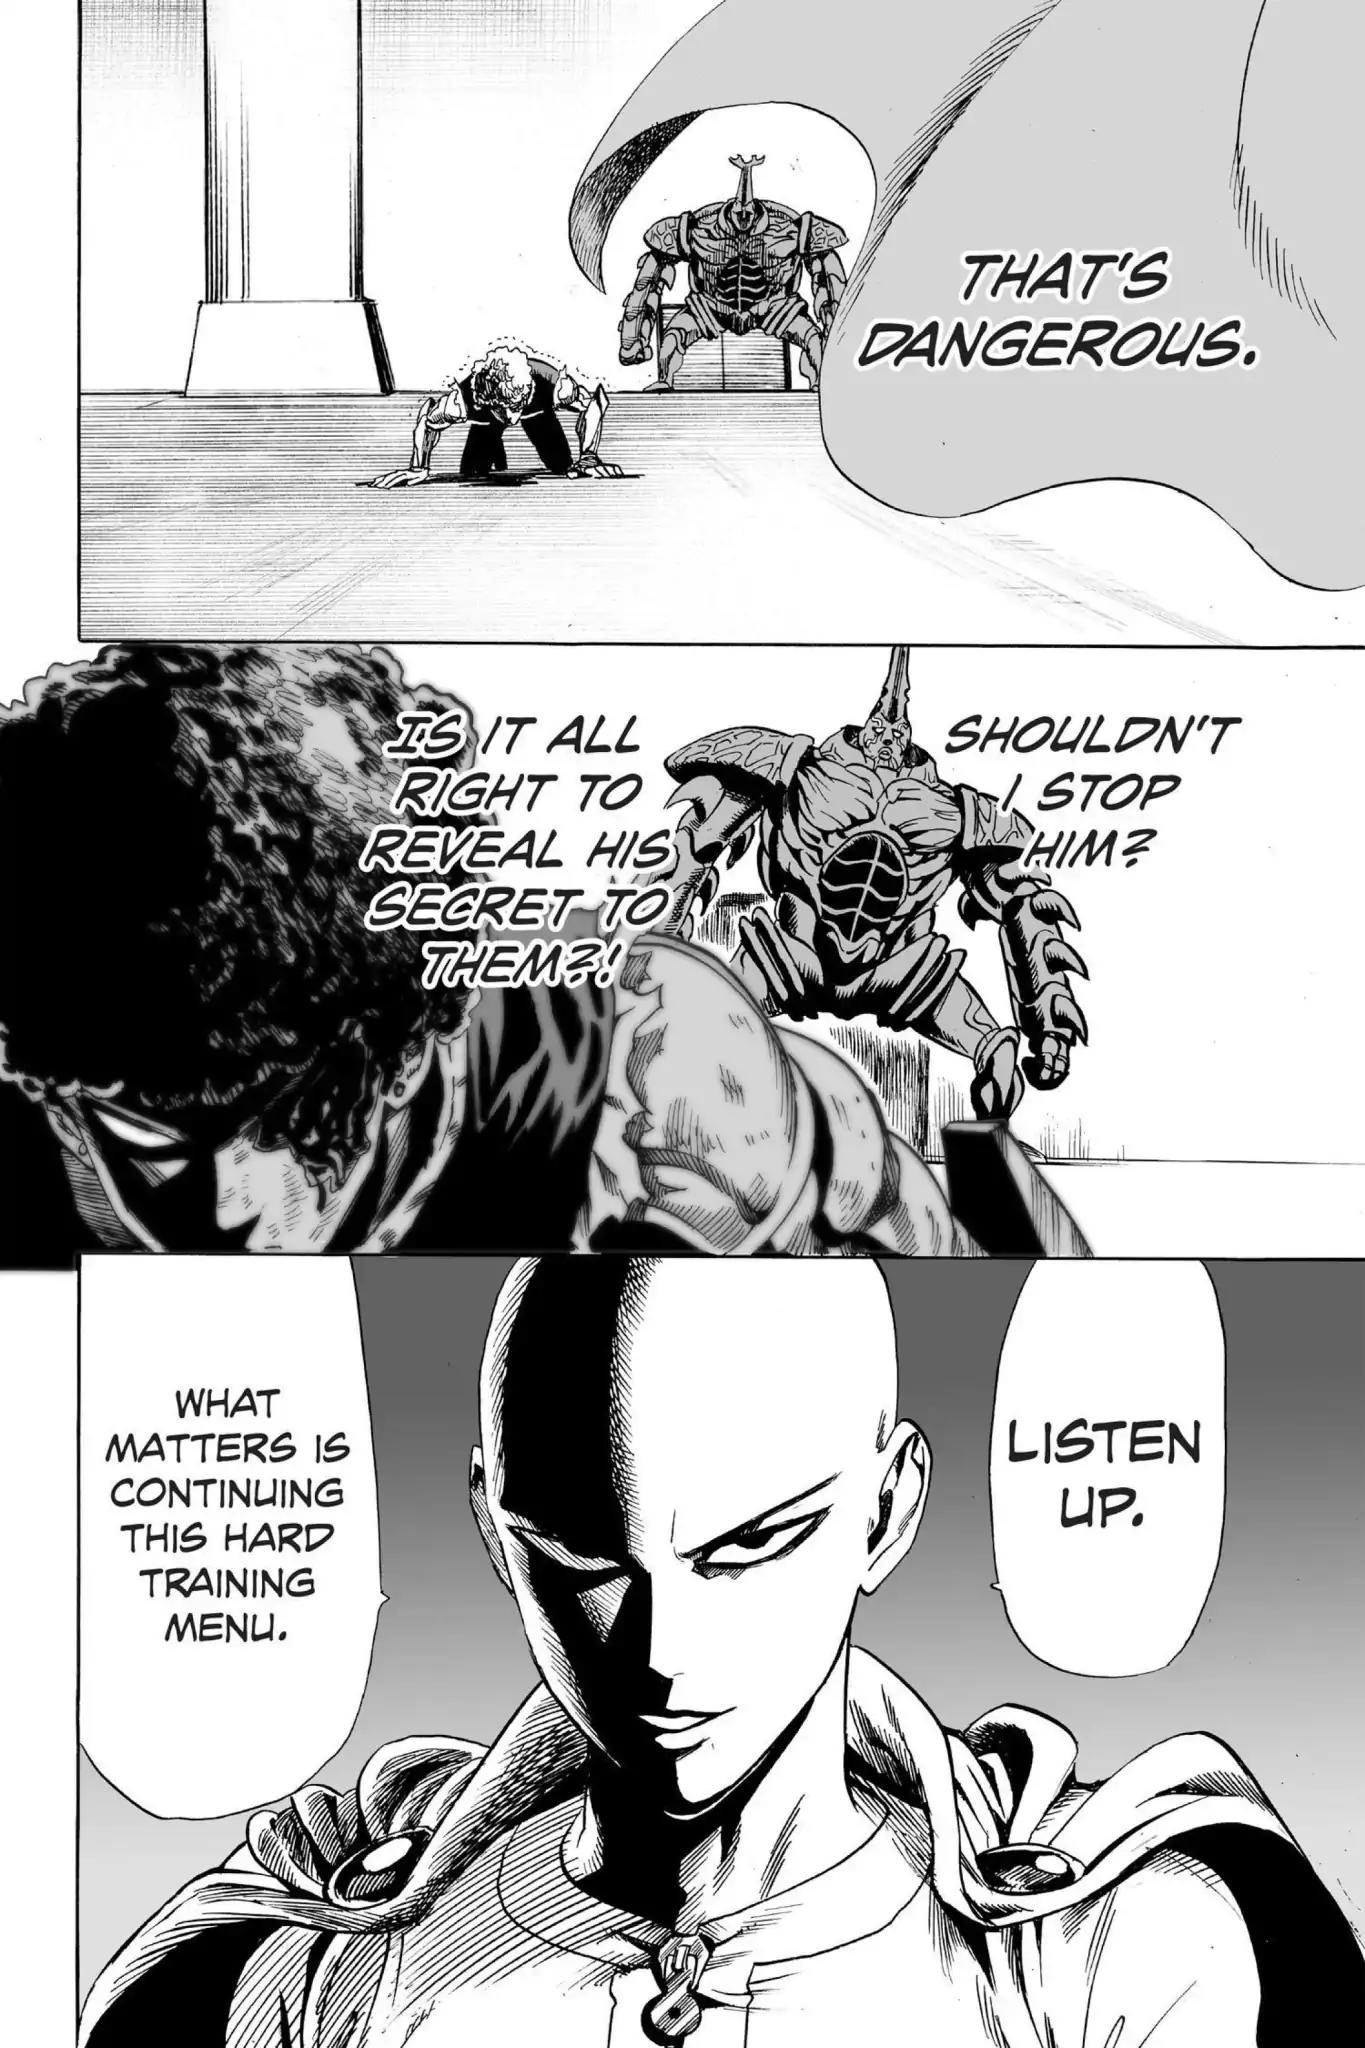 THAT'S
DANGEROUS.
SHOULDN'T
I STOP
HIM?
IS IT ALL
RIGHT TO
REVEAL HIS
SECRET TO
THEM?!
LISTEN
UP.
WHAT
MATTERS IS
CONTINUING
THIS HARD
TRAINING
MENU.